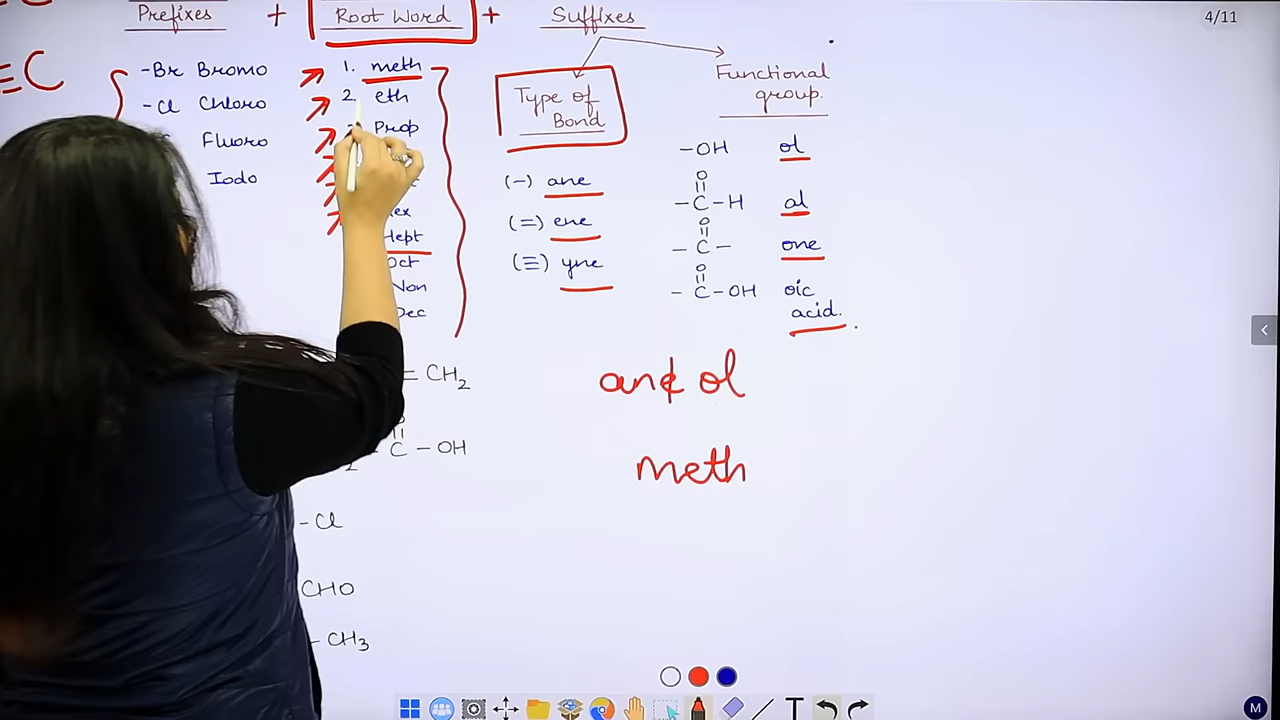 Prefixes + Root Word + Suffixes
4/11
≡C
-Br Bromo
-Cl Chloro
Fluoro
Iodo
1. meth
2. eth
Prop
ex
Hept
Oct
Non
Dec
Type of
Bond
(-) ane
(=) ene
(≡) yne
Functional
group.
-OH ol
O
-C-H al
O
-C- one
O
-C-OH oic
acid.
= CH2
C-OH
2
-Cl
CHO
-CH3
ane ol
meth
T
M